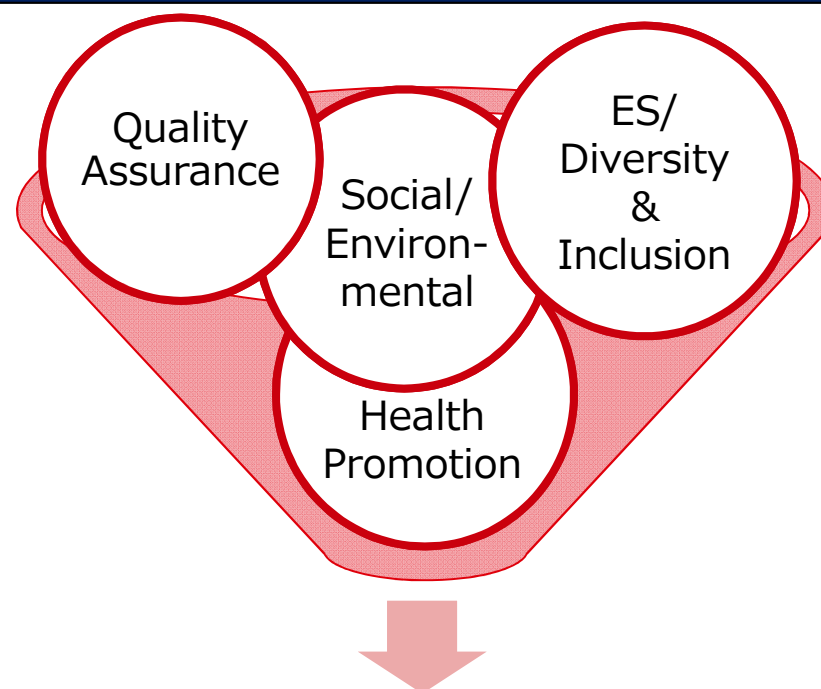 Quality
Assurance
Social/
Environ-
mental
ES/
Diversity
&
Inclusion
Health
Promotion